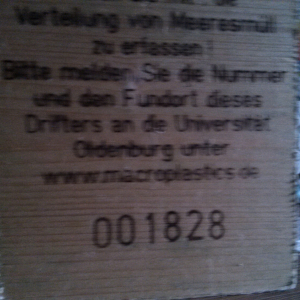 Verteilung von Meeresmüll
zu erfassen!
Bitte melden Sie die Nummer
und den Fundort dieses
Drifters an die Universität
Oldenburg unter
www.macroplastics.de
001828